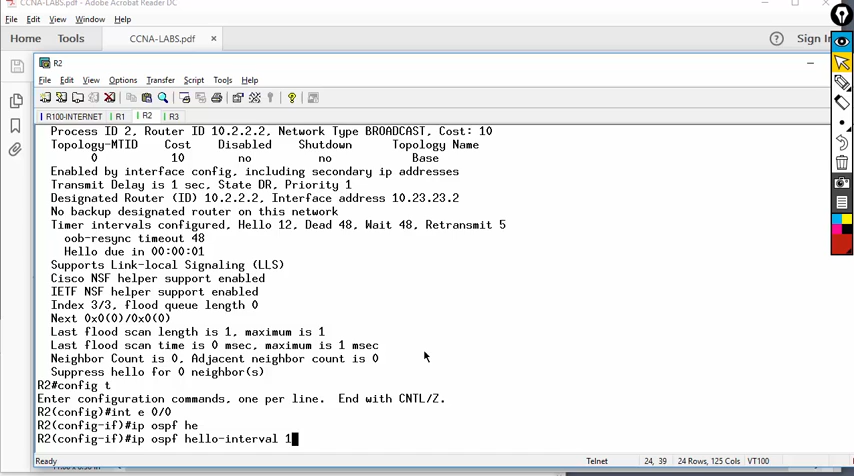 CCNA-LABS.pdf - Adobe Acrobat Reader DC
File Edit View Window Help
Home Tools CCNA-LABS.pdf × ? Sign In
R2
File Edit View Options Transfer Script Tools Help
R100-INTERNET R1 R2 R3
Process ID 2, Router ID 10.2.2.2, Network Type BROADCAST, Cost: 10
Topology-MTID Cost Disabled Shutdown Topology Name
0 10 no no Base
Enabled by interface config, including secondary ip addresses
Transmit Delay is 1 sec, State DR, Priority 1
Designated Router (ID) 10.2.2.2, Interface address 10.23.23.2
No backup designated router on this network
Timer intervals configured, Hello 12, Dead 48, Wait 48, Retransmit 5
oob-resync timeout 48
Hello due in 00:00:01
Supports Link-local Signaling (LLS)
Cisco NSF helper support enabled
IETF NSF helper support enabled
Index 3/3, flood queue length 0
Next 0x0(0)/0x0(0)
Last flood scan length is 1, maximum is 1
Last flood scan time is 0 msec, maximum is 1 msec
Neighbor Count is 0, Adjacent neighbor count is 0
Suppress hello for 0 neighbor(s)
R2#config t
Enter configuration commands, one per line. End with CNTL/Z.
R2(config)#int e 0/0
R2(config-if)#ip ospf he
R2(config-if)#ip ospf hello-interval 1
Ready Telnet 24, 39 24 Rows, 125 Cols VT100